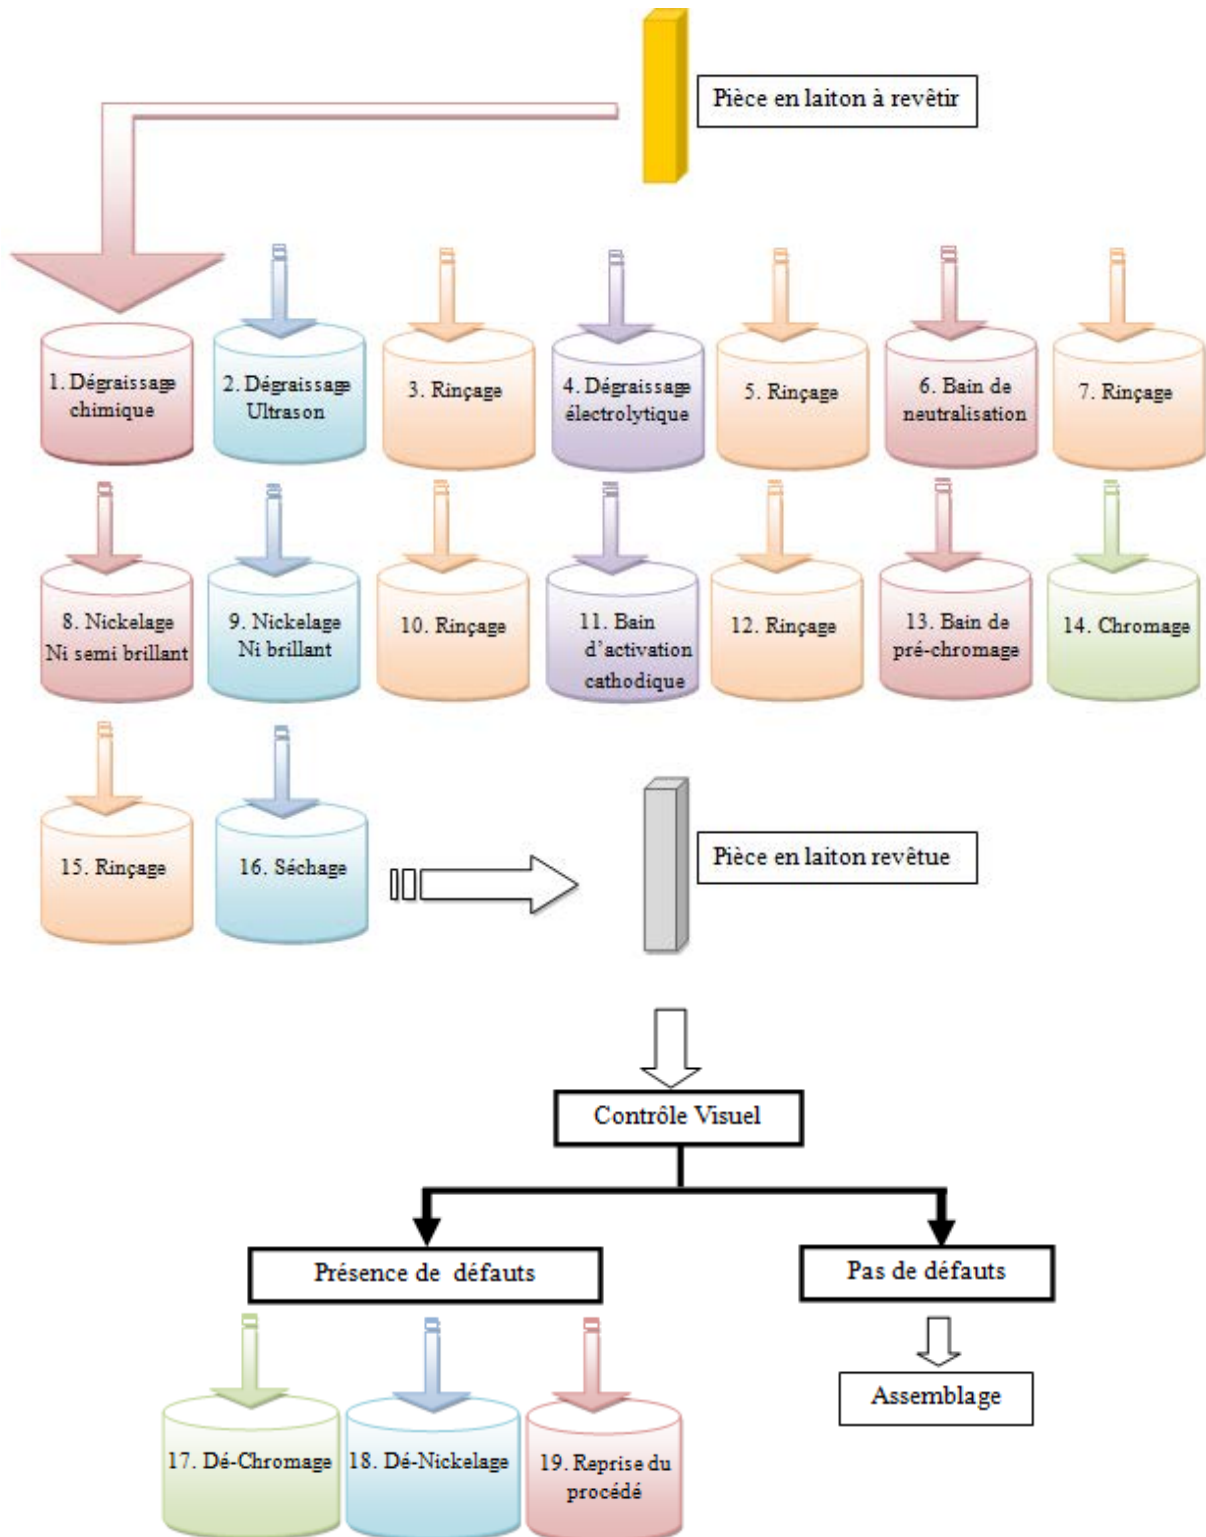 Pièce en laiton à revêtir
1. Dégraissage
chimique
2. Dégraissage
Ultrason
3. Rinçage
4. Dégraissage
électrolytique
5. Rinçage
6. Bain de
neutralisation
7. Rinçage
8. Nickelage
Ni semi brillant
9. Nickelage
Ni brillant
10. Rinçage
11. Bain
d’activation
cathodique
12. Rinçage
13. Bain de
pré-chromage
14. Chromage
15. Rinçage
16. Séchage
Pièce en laiton revêtue
Contrôle Visuel
Présence de défauts
Pas de défauts
Assemblage
17. Dé-Chromage
18. Dé-Nickelage
19. Reprise du
procédé